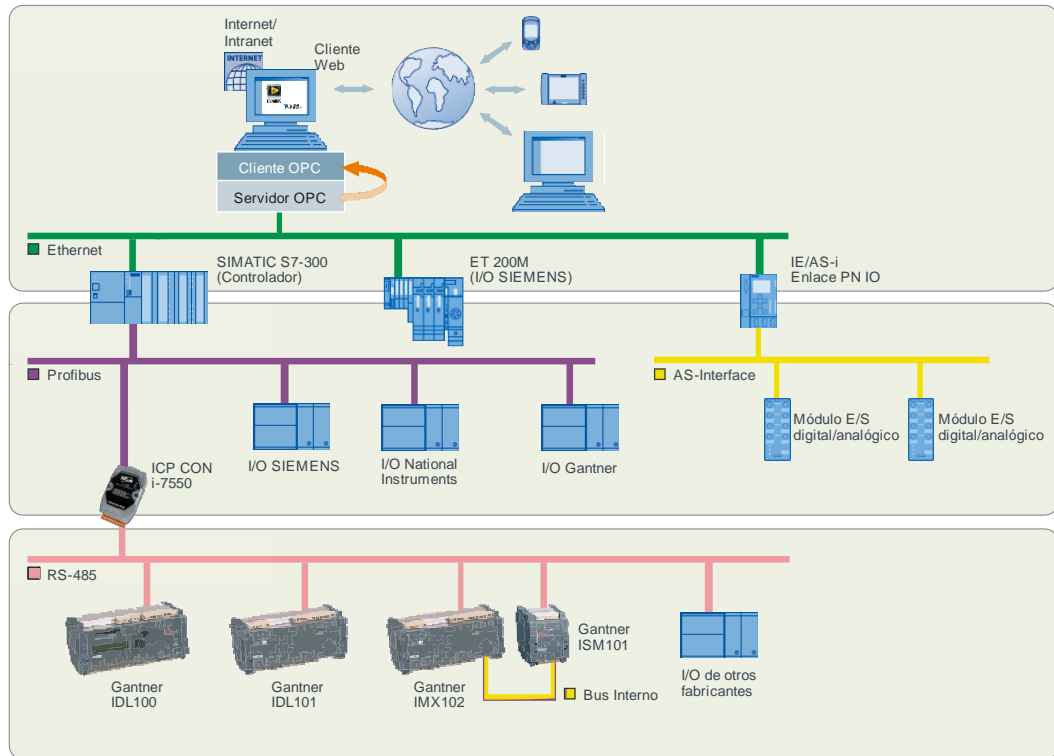 Internet/
Intranet
INTERNET
Cliente
Web
Cliente OPC
Servidor OPC
Ethernet
SIMATIC S7-300
(Controlador)
ET 200M
(I/O SIEMENS)
IE/AS-i
Enlace PN IO
Profibus
AS-Interface
I/O SIEMENS
I/O National
Instruments
I/O Gantner
Módulo E/S
digital/analógico
Módulo E/S
digital/analógico
ICP CON
i-7550
RS-485
Gantner
IDL100
Gantner
IDL101
Gantner
IMX102
Gantner
ISM101
Bus Interno
I/O de otros
fabricantes